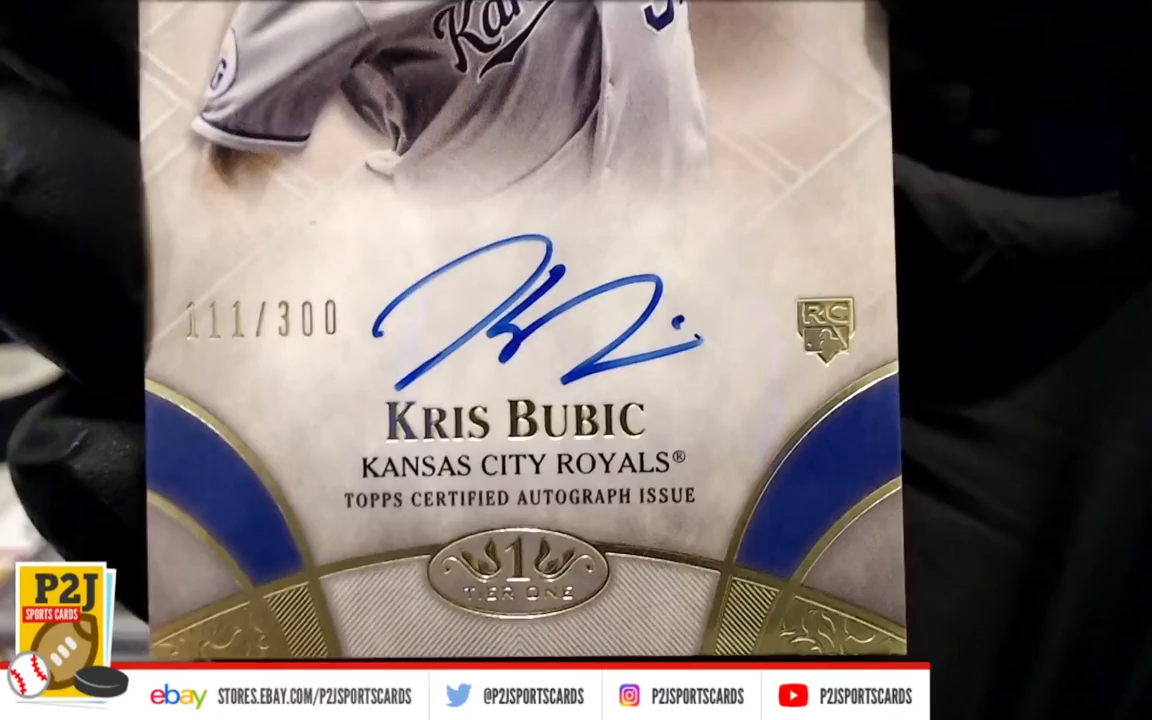 Kan
111/300
RC
KRIS BUBIC
KANSAS CITY ROYALS®
TOPPS CERTIFIED AUTOGRAPH ISSUE
1
TIER ONE
P2J
SPORTS CARDS
ebay STORES.EBAY.COM/P2JSPORTSCARDS @P2JSPORTSCARDS P2JSPORTSCARDS P2JSPORTSCARDS